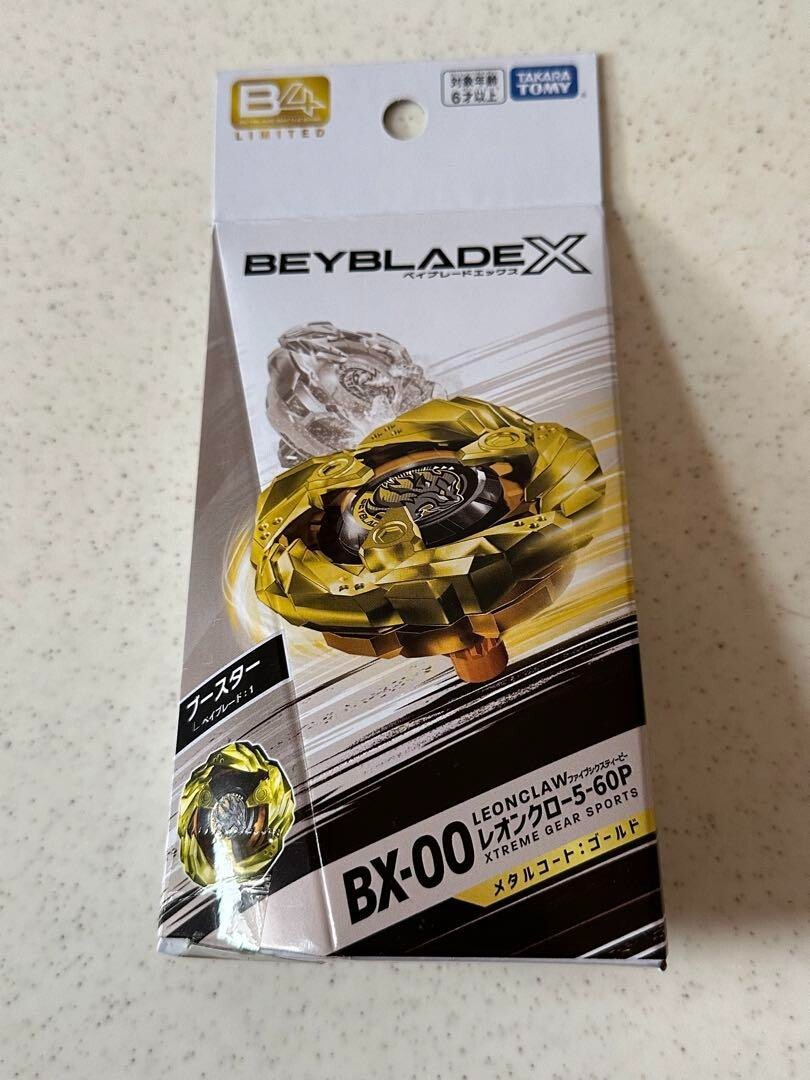 B4
LIMITED
対象年齢
6才以上
TAKARA
TOMY
BEYBLADE X
ベイブレードエックス
ブースター
ベイブレード:1
LEONCLAW
ファイブシックスティーピー
BX-00
レオンクロー5-60P
XTREME GEAR SPORTS
メタルコート:ゴールド